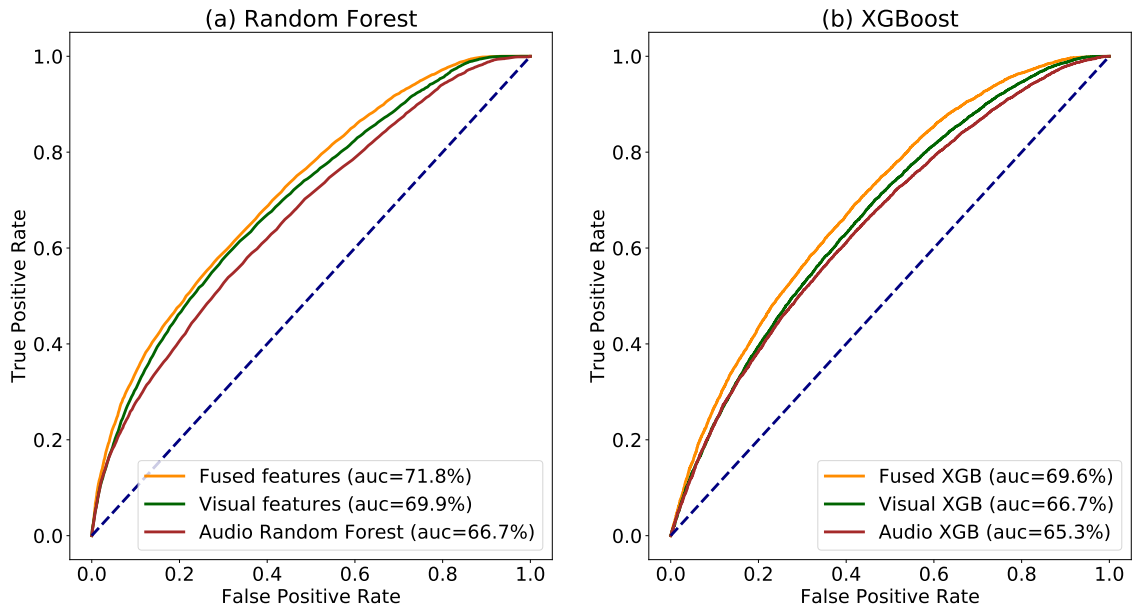 (a) Random Forest
True Positive Rate
1.0
0.8
0.6
0.4
0.2
0.0
Fused features (auc=71.8%)
Visual features (auc=69.9%)
Audio Random Forest (auc=66.7%)
0.0 0.2 0.4 0.6 0.8 1.0
False Positive Rate
(b) XGBoost
True Positive Rate
1.0
0.8
0.6
0.4
0.2
0.0
Fused XGB (auc=69.6%)
Visual XGB (auc=66.7%)
Audio XGB (auc=65.3%)
0.0 0.2 0.4 0.6 0.8 1.0
False Positive Rate